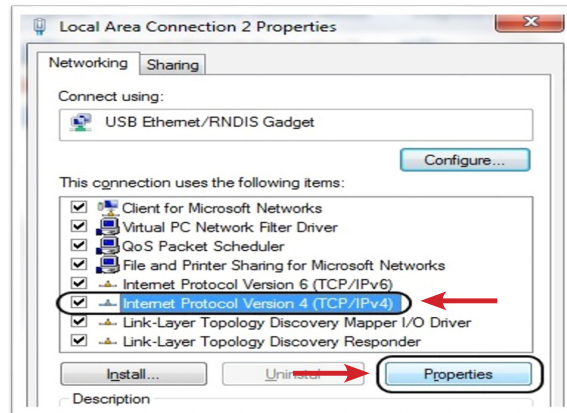 Local Area Connection 2 Properties
Networking Sharing
Connect using:
USB Ethernet/RNDIS Gadget
Configure...
This connection uses the following items:
Client for Microsoft Networks
Virtual PC Network Filter Driver
QoS Packet Scheduler
File and Printer Sharing for Microsoft Networks
Internet Protocol Version 6 (TCP/IPv6)
Internet Protocol Version 4 (TCP/IPv4)
Link-Layer Topology Discovery Mapper I/O Driver
Link-Layer Topology Discovery Responder
Install... Uninstall Properties
Description